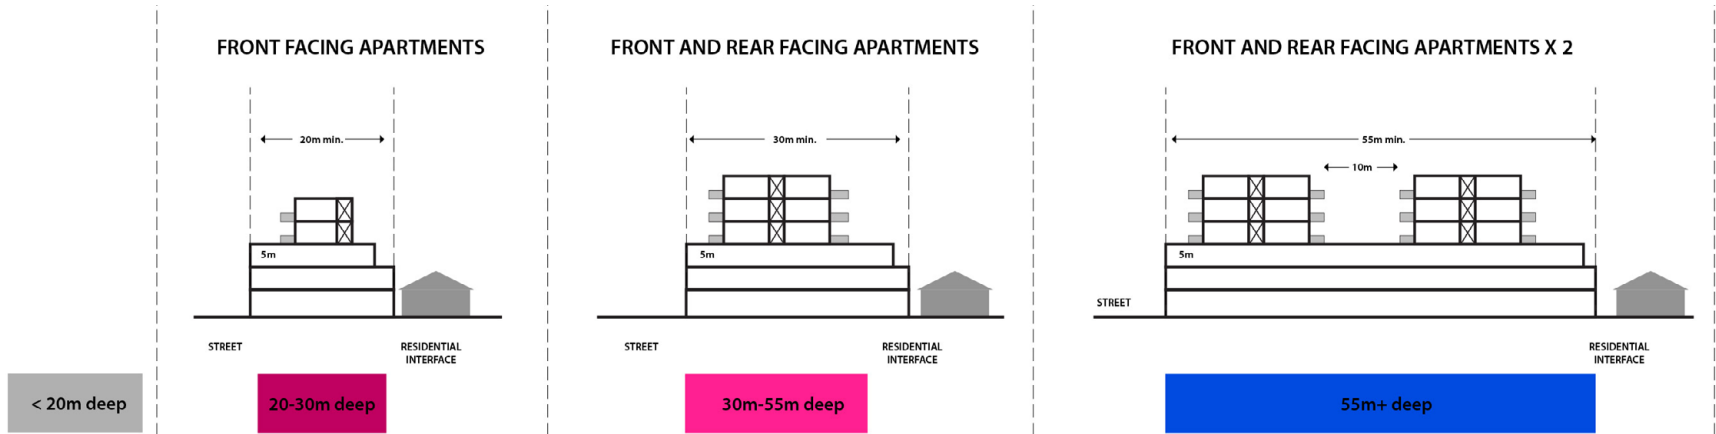 FRONT FACING APARTMENTS
20m min.
5m
STREET
RESIDENTIAL
INTERFACE
FRONT AND REAR FACING APARTMENTS
30m min.
5m
STREET
RESIDENTIAL
INTERFACE
FRONT AND REAR FACING APARTMENTS X 2
55m min.
10m
5m
STREET
RESIDENTIAL
INTERFACE
< 20m deep
20-30m deep
30m-55m deep
55m+ deep